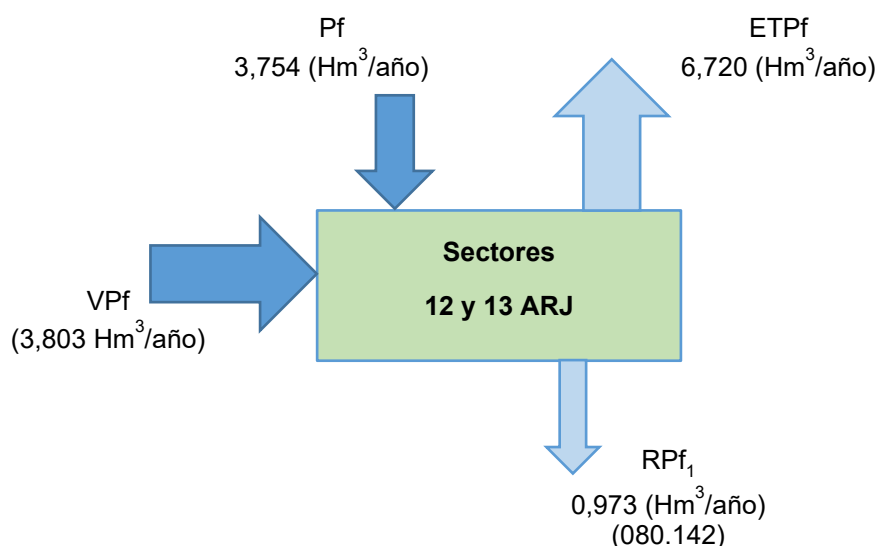 Pf
3,754 (Hm³/año)
ETPf
6,720 (Hm³/año)
Sectores
12 y 13 ARJ
VPf
(3,803 Hm³/año)
RPf₁
0,973 (Hm³/año)
(080.142)